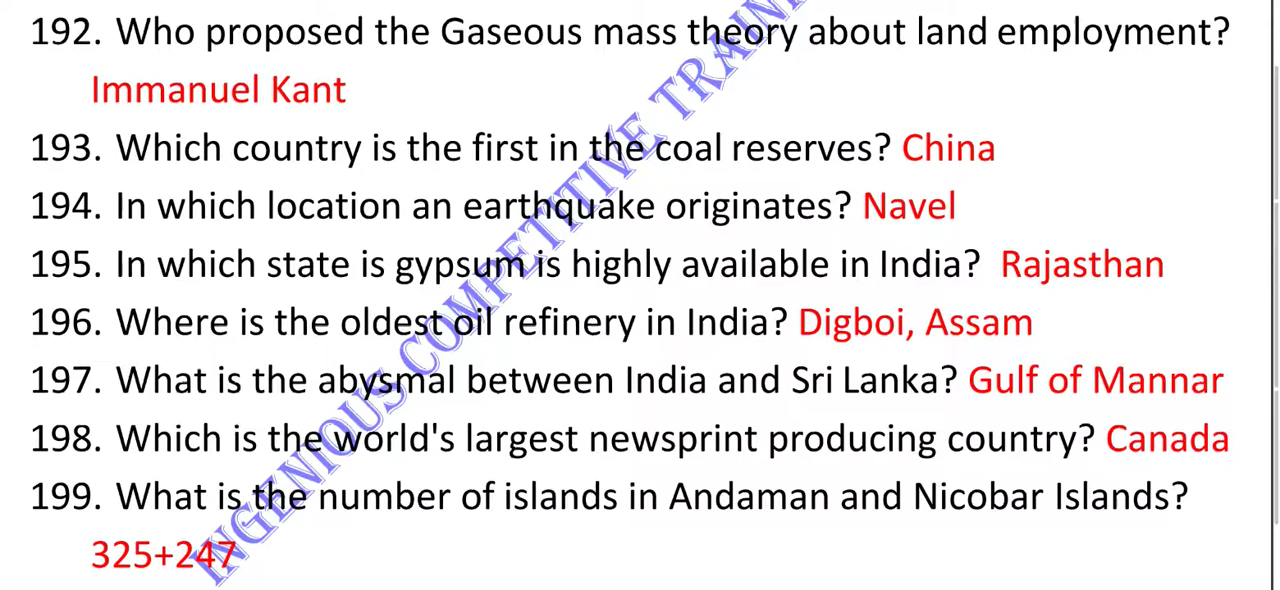 192. Who proposed the Gaseous mass theory about land employment?
Immanuel Kant
193. Which country is the first in the coal reserves? China
194. In which location an earthquake originates? Navel
195. In which state is gypsum is highly available in India? Rajasthan
196. Where is the oldest oil refinery in India? Digboi, Assam
197. What is the abysmal between India and Sri Lanka? Gulf of Mannar
198. Which is the world's largest newsprint producing country? Canada
199. What is the number of islands in Andaman and Nicobar Islands?
325+247
INGENIOUS COMPETITIVE